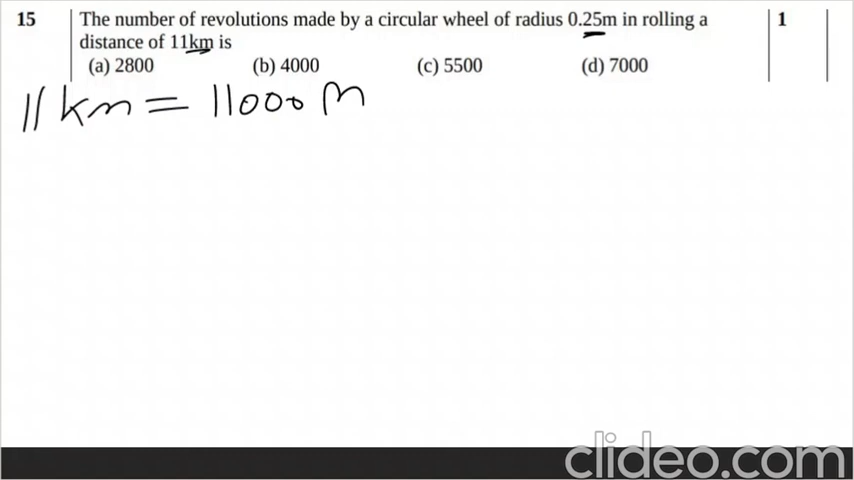 15 The number of revolutions made by a circular wheel of radius 0.25m in rolling a 1
distance of 11km is
(a) 2800 (b) 4000 (c) 5500 (d) 7000
11 km = 11000 M
clideo.com